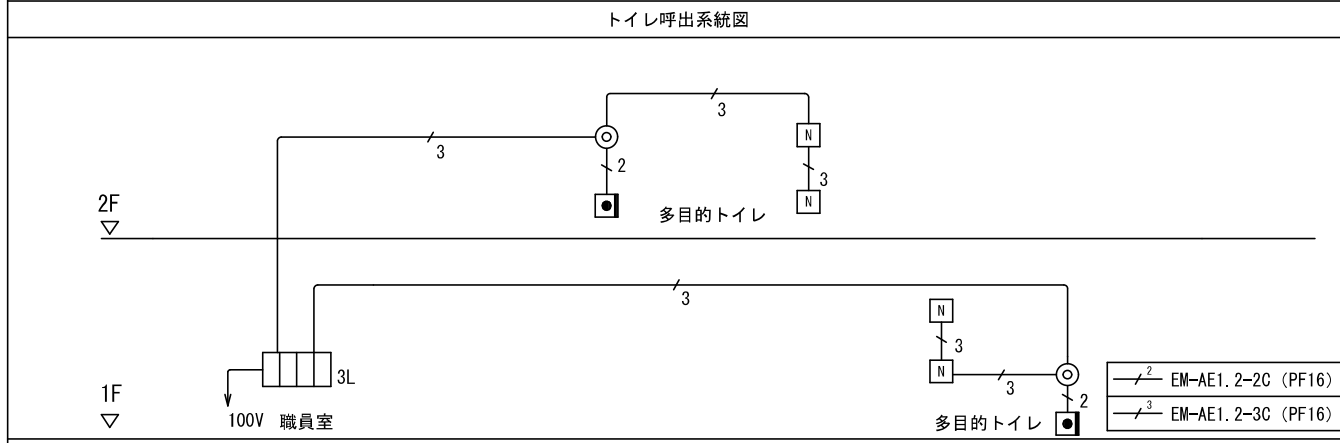 トイレ呼出系統図
3
3
N
2
3
N
多目的トイレ
2F
3
N
3
N
3
2
3L
100V 職員室
1F
多目的トイレ
2 EM-AE1.2-2C (PF16)
3 EM-AE1.2-3C (PF16)